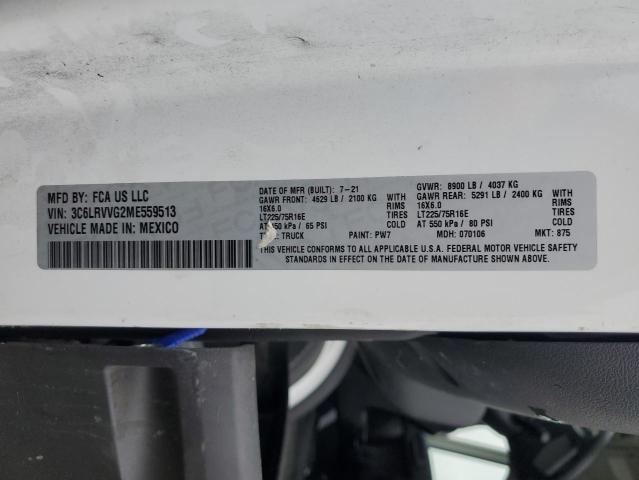 MFD BY: FCA US LLC
VIN: 3C6LRVVG2ME559513
VEHICLE MADE IN: MEXICO
DATE OF MFR (BUILT): 7-21
GAWR FRONT: 4629 LB / 2100 KG WITH
16X6.0 RIMS
LT225/75R16E TIRES
AT 450 kPa / 65 PSI COLD
TRUCK PAINT: PW7
GVWR: 8900 LB / 4037 KG
GAWR REAR: 5291 LB / 2400 KG WITH
16X6.0 RIMS
LT225/75R16E TIRES
AT 550 kPa / 80 PSI COLD
MDH: 070106 MKT: 875
THIS VEHICLE CONFORMS TO ALL APPLICABLE U.S.A. FEDERAL MOTOR VEHICLE SAFETY
STANDARDS IN EFFECT ON THE DATE OF MANUFACTURE SHOWN ABOVE.